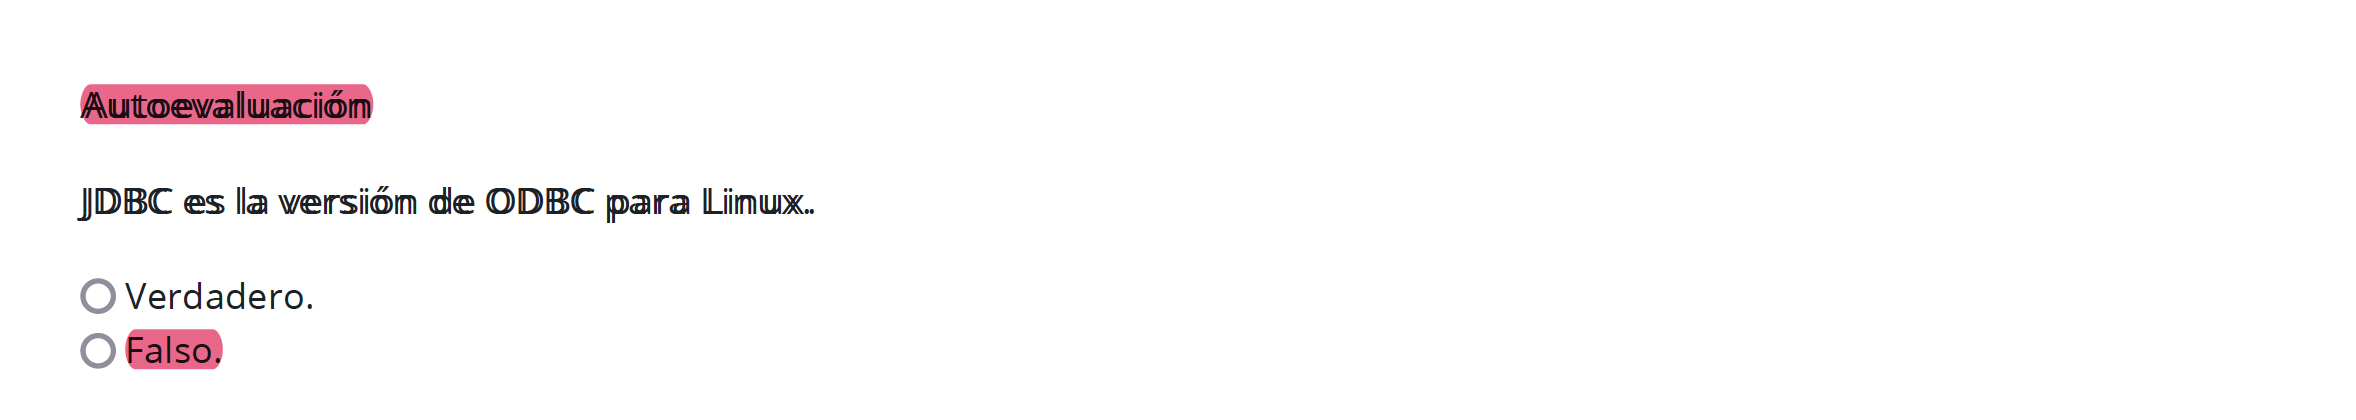 Autoevaluación
JDBC es la versión de ODBC para Linux.
Verdadero.
Falso.